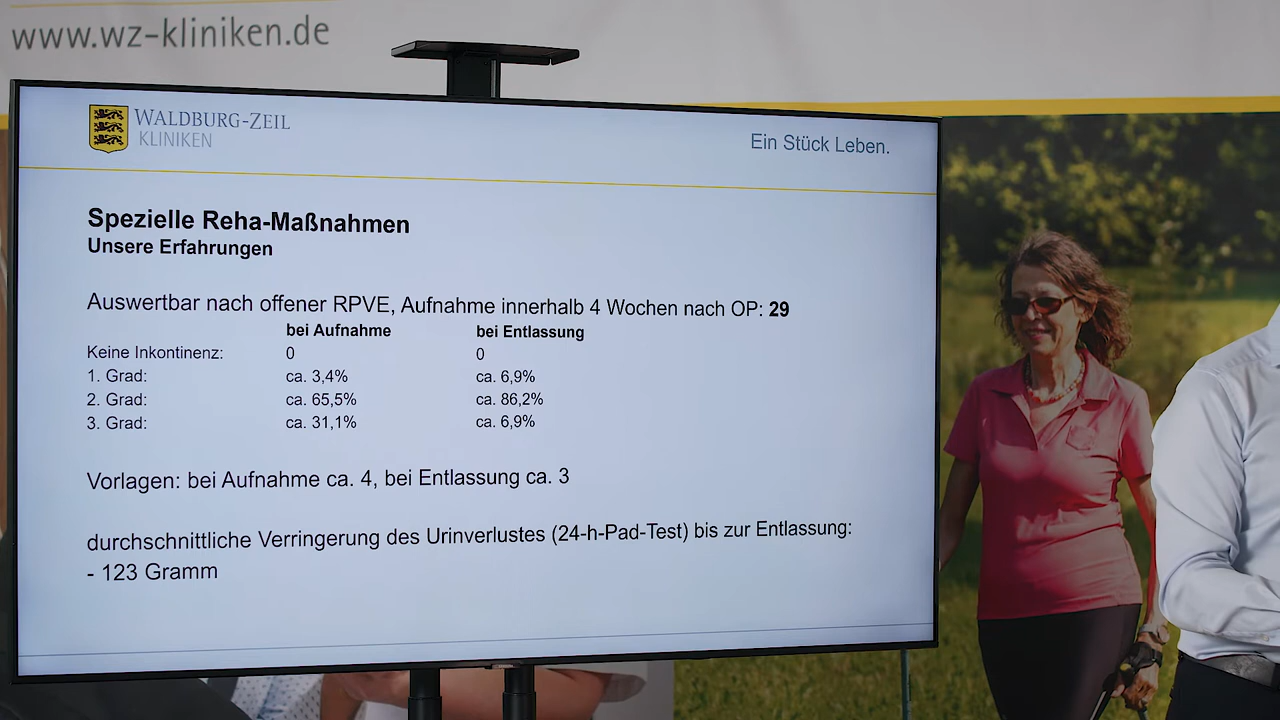 www.wz-kliniken.de
WALDBURG-ZEIL
KLINIKEN
Ein Stück Leben.
Spezielle Reha-Maßnahmen
Unsere Erfahrungen
Auswertbar nach offener RPVE, Aufnahme innerhalb 4 Wochen nach OP: 29
bei Aufnahme bei Entlassung
Keine Inkontinenz: 0 0
1. Grad: ca. 3,4% ca. 6,9%
2. Grad: ca. 65,5% ca. 86,2%
3. Grad: ca. 31,1% ca. 6,9%
Vorlagen: bei Aufnahme ca. 4, bei Entlassung ca. 3
durchschnittliche Verringerung des Urinverlustes (24-h-Pad-Test) bis zur Entlassung:
- 123 Gramm